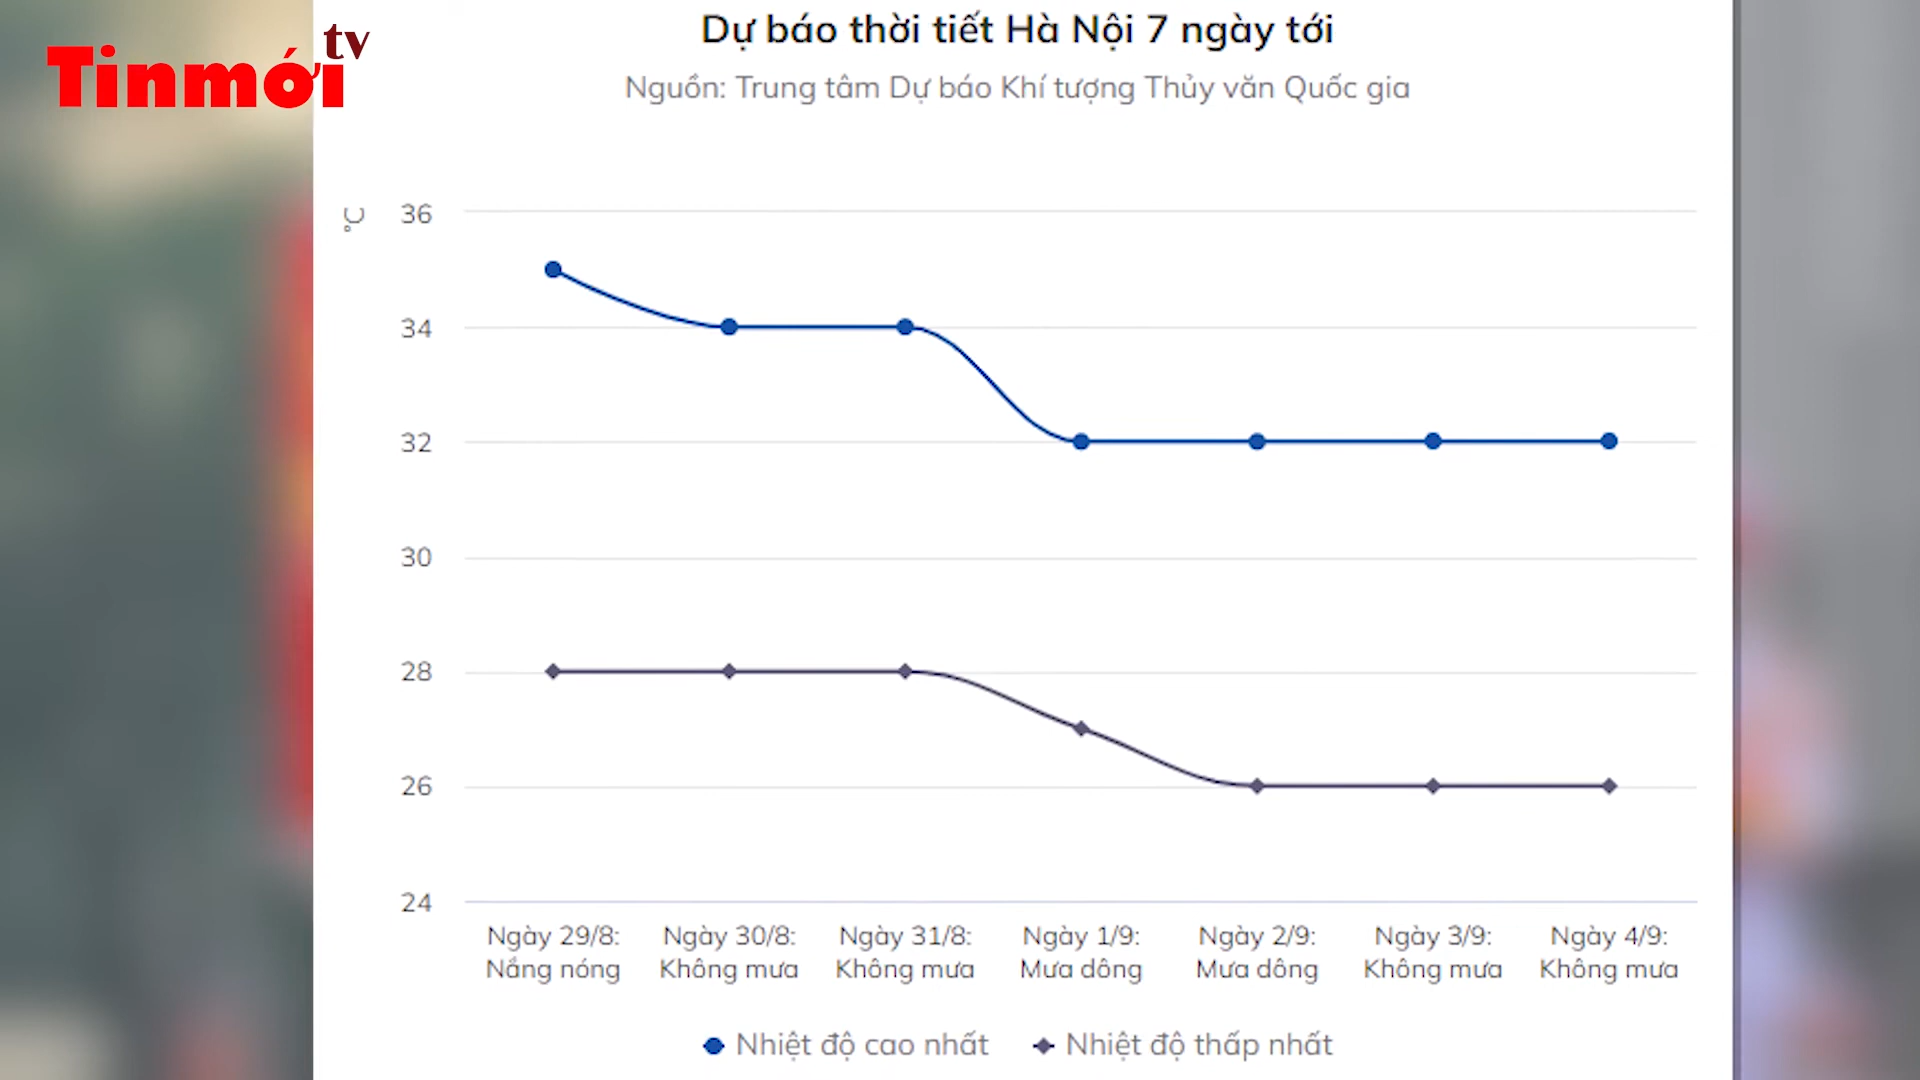 Tinmới tv
Dự báo thời tiết Hà Nội 7 ngày tới
Nguồn: Trung tâm Dự báo Khí tượng Thủy văn Quốc gia
°C
36
34
32
30
28
26
24
Ngày 29/8: Nắng nóng
Ngày 30/8: Không mưa
Ngày 31/8: Không mưa
Ngày 1/9: Mưa dông
Ngày 2/9: Mưa dông
Ngày 3/9: Không mưa
Ngày 4/9: Không mưa
Nhiệt độ cao nhất
Nhiệt độ thấp nhất